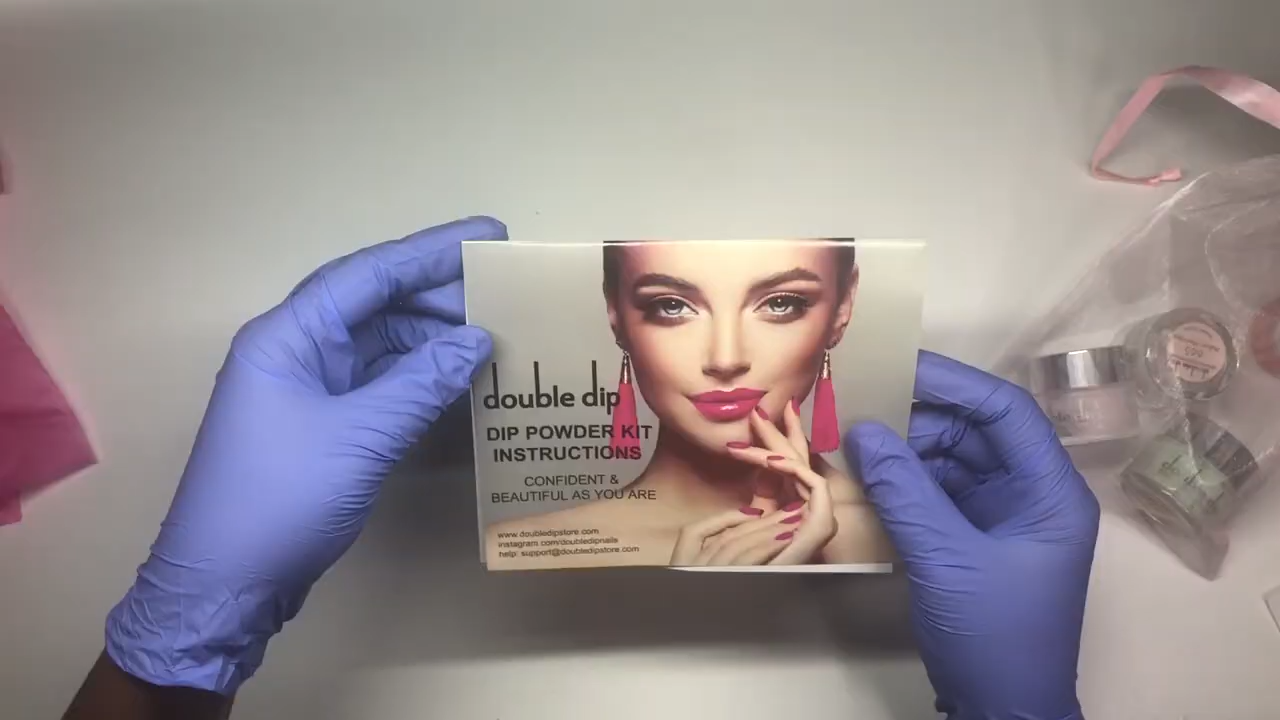 double dip
DIP POWDER KIT
INSTRUCTIONS
CONFIDENT &
BEAUTIFUL AS YOU ARE
www.doubledipstore.com
instagram.com/doubledipnails
help: support@doubledipstore.com